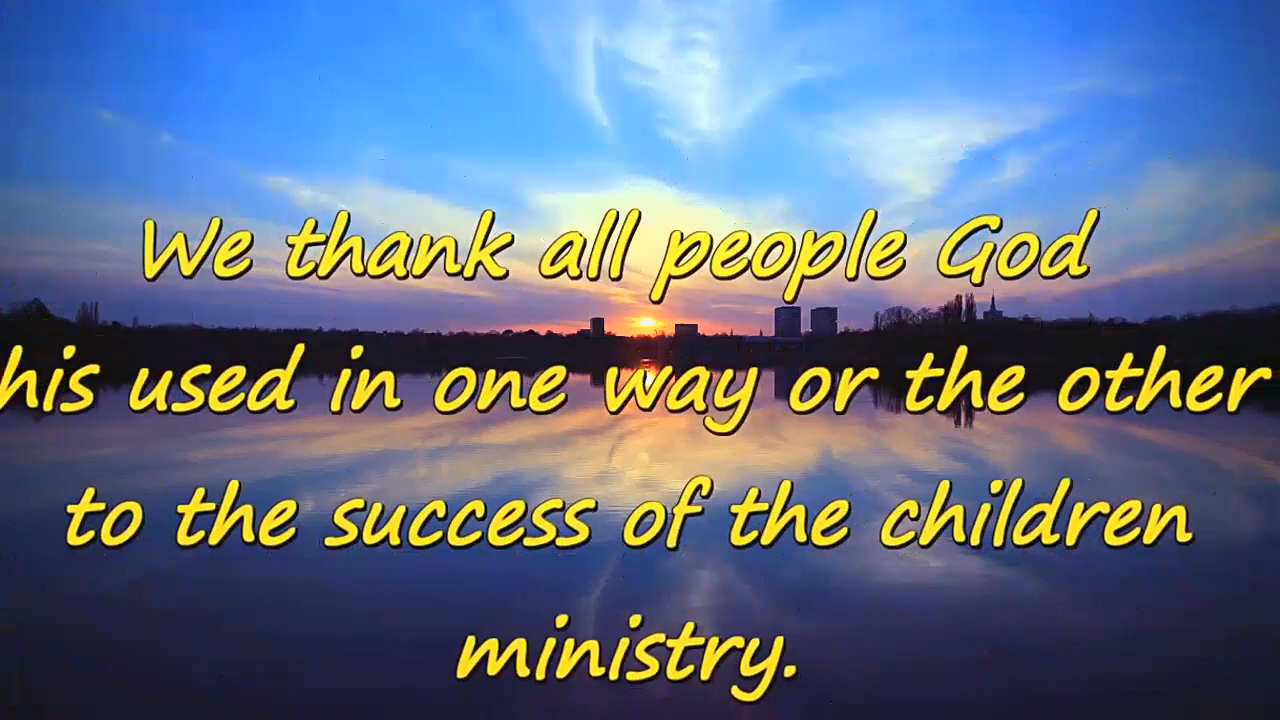 We thank all people God
his used in one way or the other
to the success of the children
ministry.